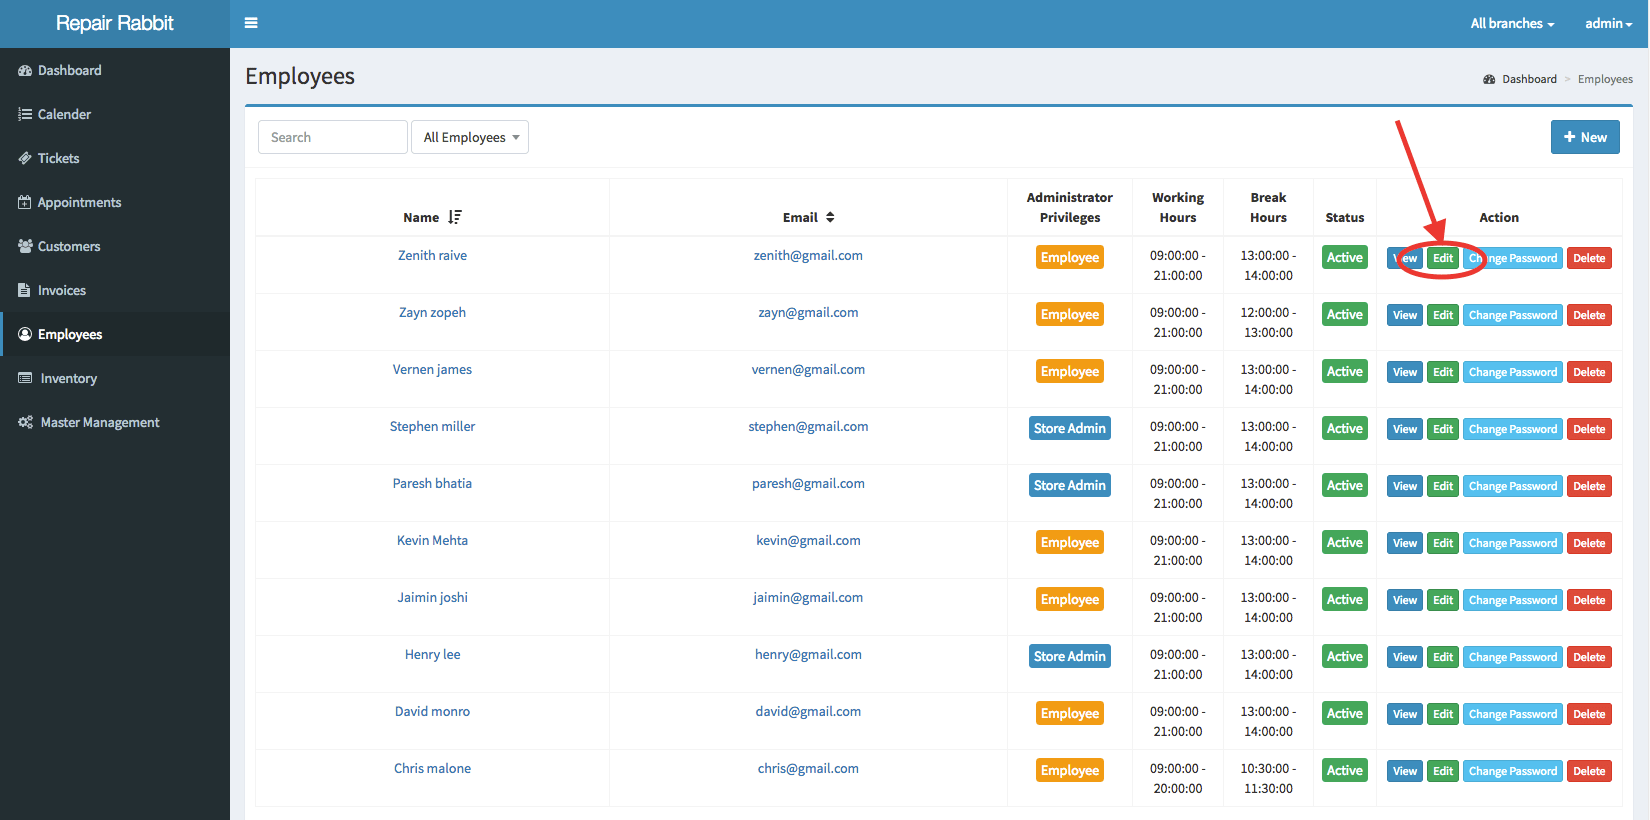 Repair Rabbit
All branches
admin
Dashboard
Calender
Tickets
Appointments
Customers
Invoices
Employees
Inventory
Master Management
Employees
Dashboard > Employees
Search
All Employees
+ New
Name Email Administrator Privileges Working Hours Break Hours Status Action
Zenith raive zenith@gmail.com Employee 09:00:00 - 13:00:00 - Active View Edit Change Password Delete
21:00:00 14:00:00
Zayn zopeh zayn@gmail.com Employee 09:00:00 - 12:00:00 - Active View Edit Change Password Delete
21:00:00 13:00:00
Vernen james vernen@gmail.com Employee 09:00:00 - 13:00:00 - Active View Edit Change Password Delete
21:00:00 14:00:00
Stephen miller stephen@gmail.com Store Admin 09:00:00 - 13:00:00 - Active View Edit Change Password Delete
21:00:00 14:00:00
Paresh bhatia paresh@gmail.com Store Admin 09:00:00 - 13:00:00 - Active View Edit Change Password Delete
21:00:00 14:00:00
Kevin Mehta kevin@gmail.com Employee 09:00:00 - 13:00:00 - Active View Edit Change Password Delete
21:00:00 14:00:00
Jaimin joshi jaimin@gmail.com Employee 09:00:00 - 13:00:00 - Active View Edit Change Password Delete
21:00:00 14:00:00
Henry lee henry@gmail.com Store Admin 09:00:00 - 13:00:00 - Active View Edit Change Password Delete
21:00:00 14:00:00
David monro david@gmail.com Employee 09:00:00 - 13:00:00 - Active View Edit Change Password Delete
21:00:00 14:00:00
Chris malone chris@gmail.com Employee 09:00:00 - 10:30:00 - Active View Edit Change Password Delete
20:00:00 11:30:00